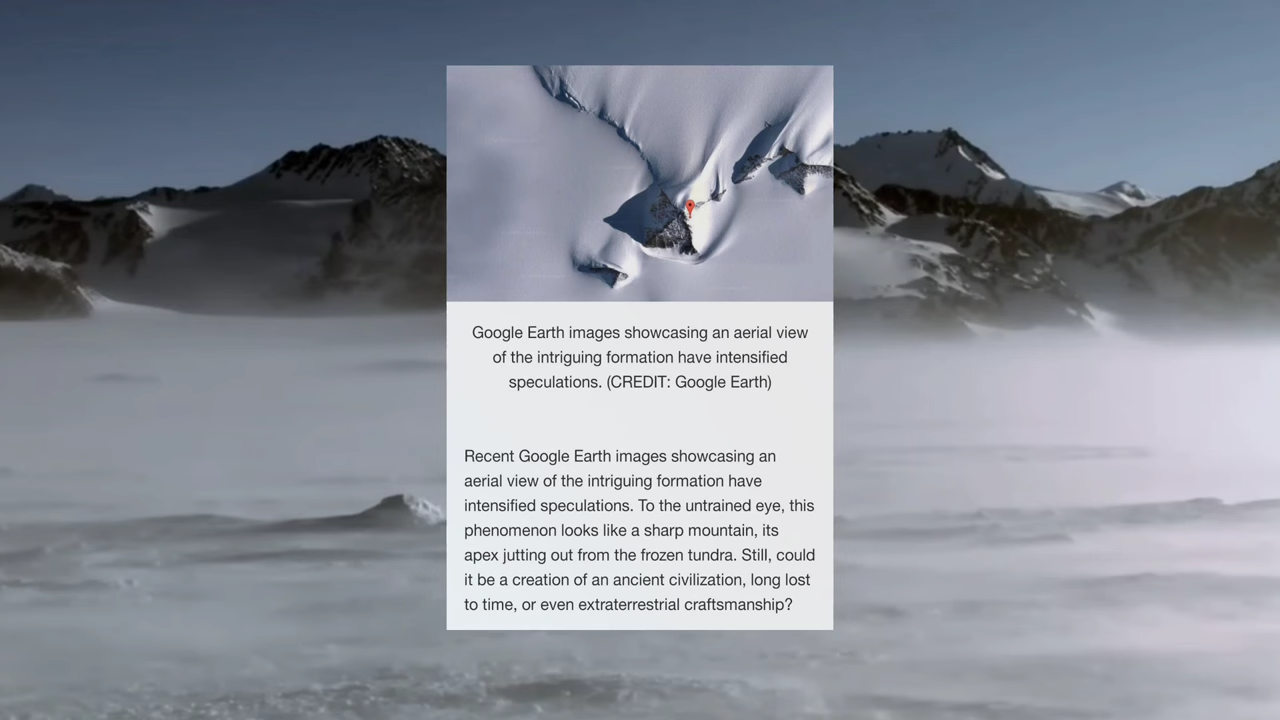 Google Earth images showcasing an aerial view
of the intriguing formation have intensified
speculations. (CREDIT: Google Earth)
Recent Google Earth images showcasing an
aerial view of the intriguing formation have
intensified speculations. To the untrained eye, this
phenomenon looks like a sharp mountain, its
apex jutting out from the frozen tundra. Still, could
it be a creation of an ancient civilization, long lost
to time, or even extraterrestrial craftsmanship?